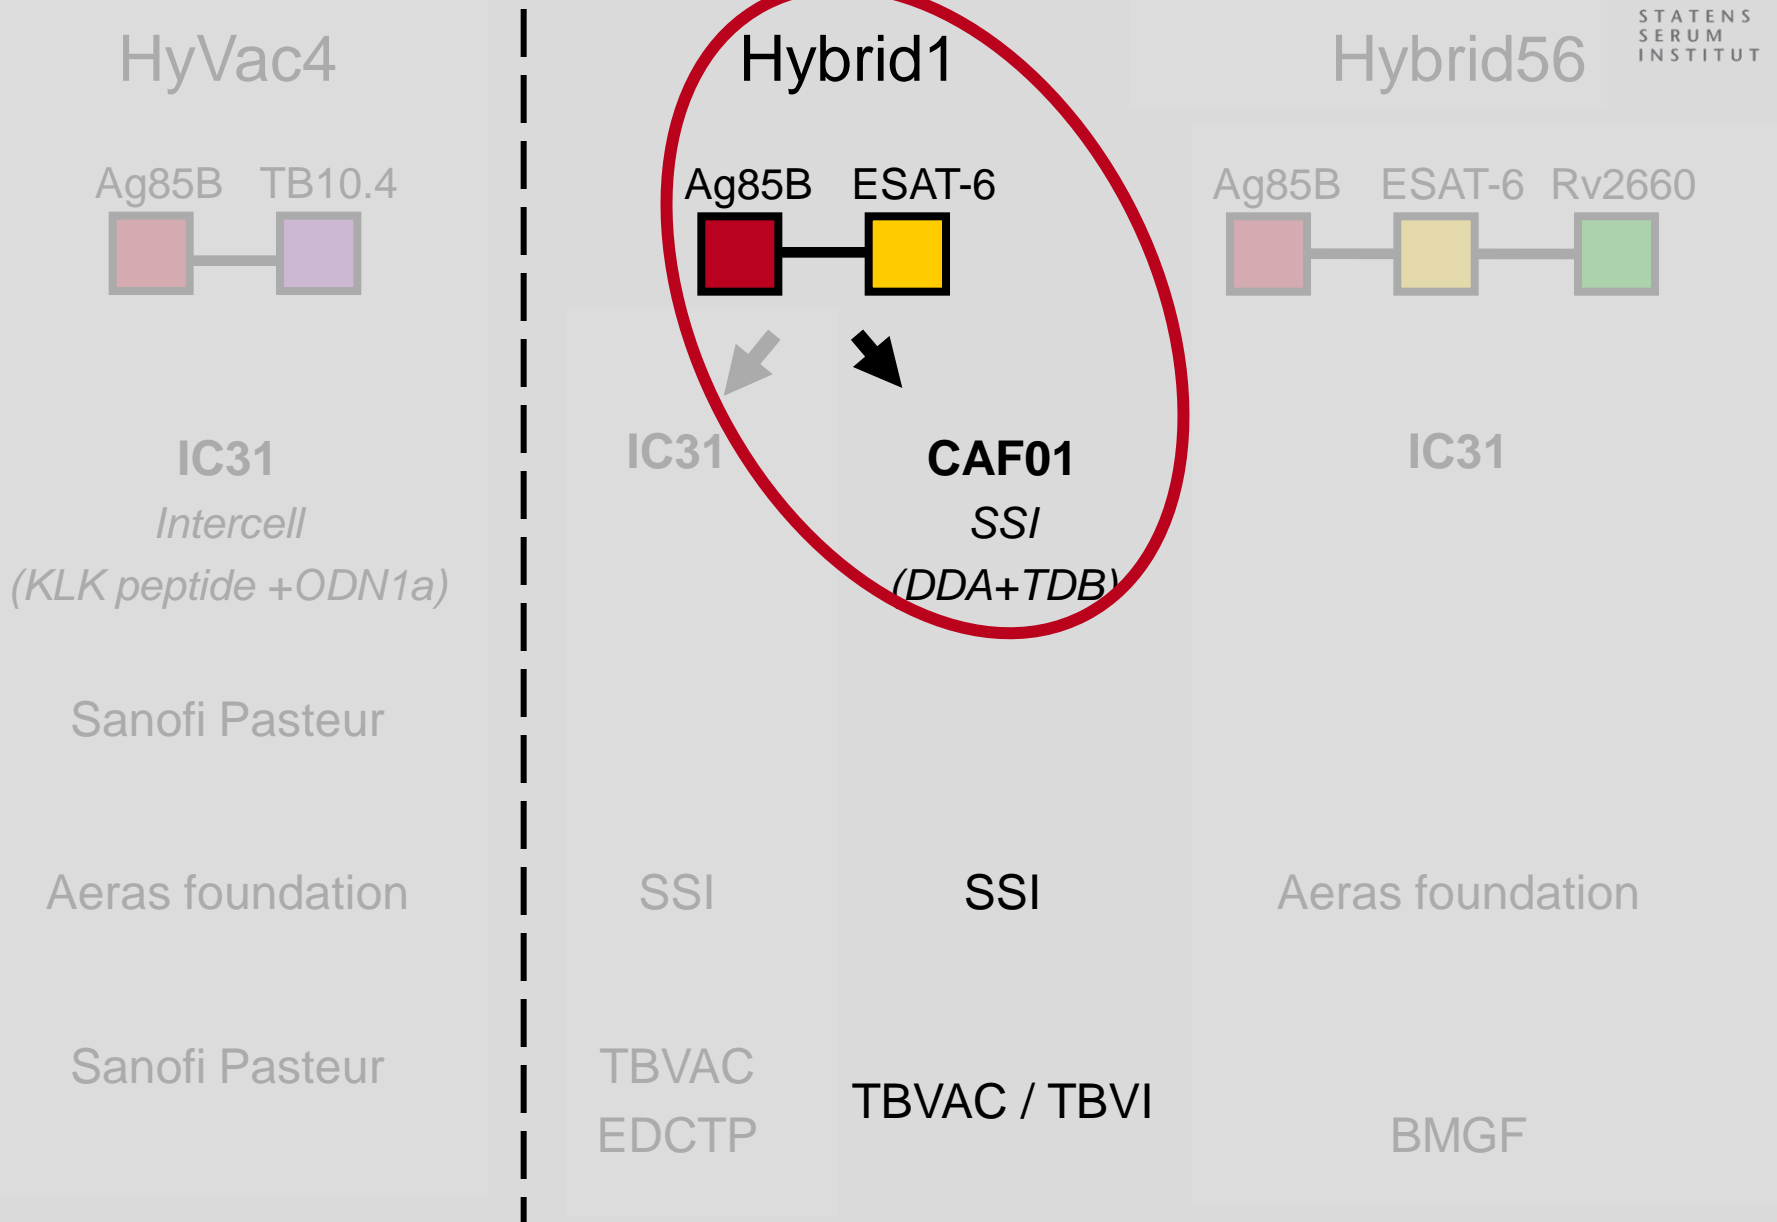 HyVac4
Hybrid1
Hybrid56
STATENS
SERUM
INSTITUT
Ag85B TB10.4
Ag85B ESAT-6
Ag85B ESAT-6 Rv2660
IC31
Intercell
(KLK peptide +ODN1a)
IC31
CAF01
SSI
(DDA+TDB)
IC31
Sanofi Pasteur
Aeras foundation
SSI
SSI
Aeras foundation
Sanofi Pasteur
TBVAC
EDCTP
TBVAC / TBVI
BMGF